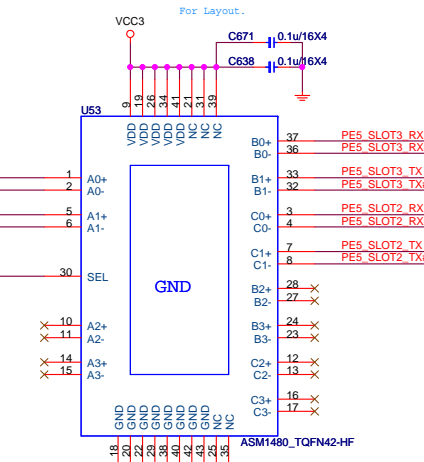 For Layout.
VCC3
C671 0.1u/16X4
C638 0.1u/16X4
U53
9 19 26 34 41 21 31 39
VDD VDD VDD VDD VDD NC NC NC
B0+ 37 PE5_SLOT3_RX
B0- 36 PE5_SLOT3_RX
1 A0+ B1+ 33 PE5_SLOT3_TX
2 A0- B1- 32 PE5_SLOT3_TX
5 A1+ C0+ 3 PE5_SLOT2_RX
6 A1- C0- 4 PE5_SLOT2_RX
C1+ 7 PE5_SLOT2_TX
C1- 8 PE5_SLOT2_TX
30 SEL
GND
B2+ 28
B2- 27
10 A2+ B3+ 24
11 A2- B3- 23
14 A3+ C2+ 12
15 A3- C2- 13
C3+ 16
C3- 17
GND GND GND GND GND GND GND GND NC NC
18 20 22 29 38 40 42 43 25 35
ASM1480_TQFN42-HF